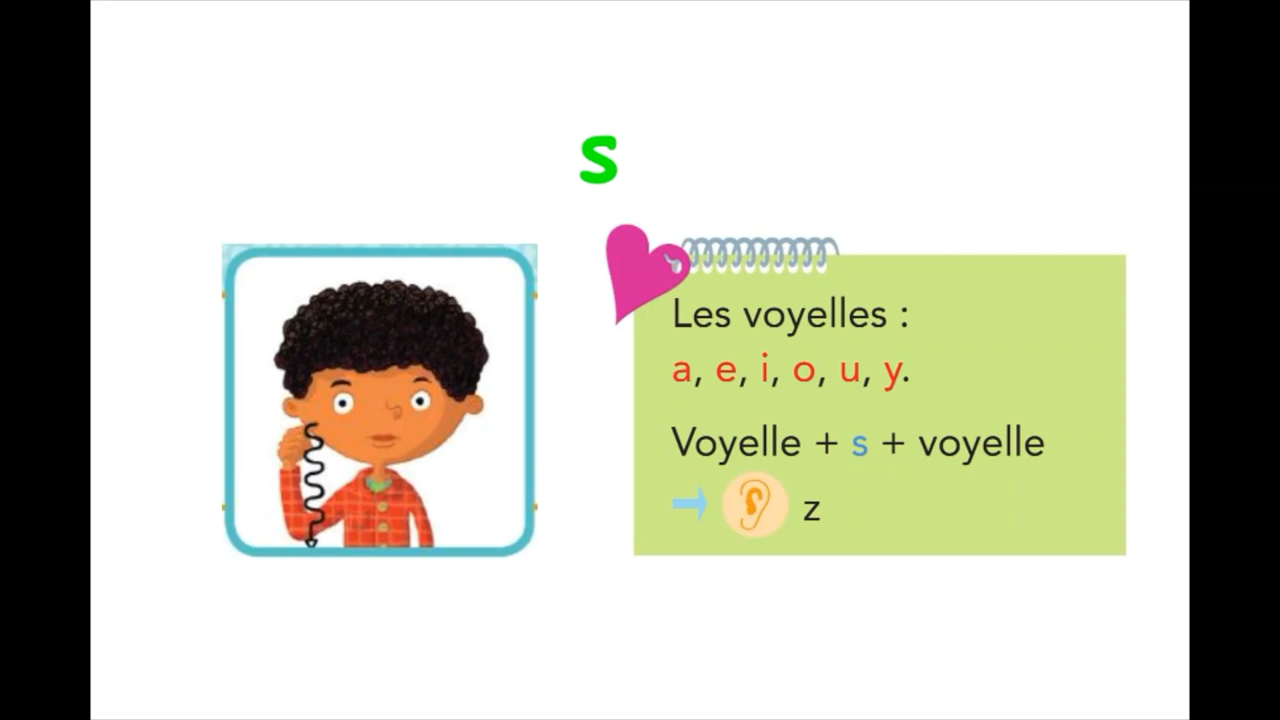 s
Les voyelles :
a, e, i, o, u, y.
Voyelle + s + voyelle
z